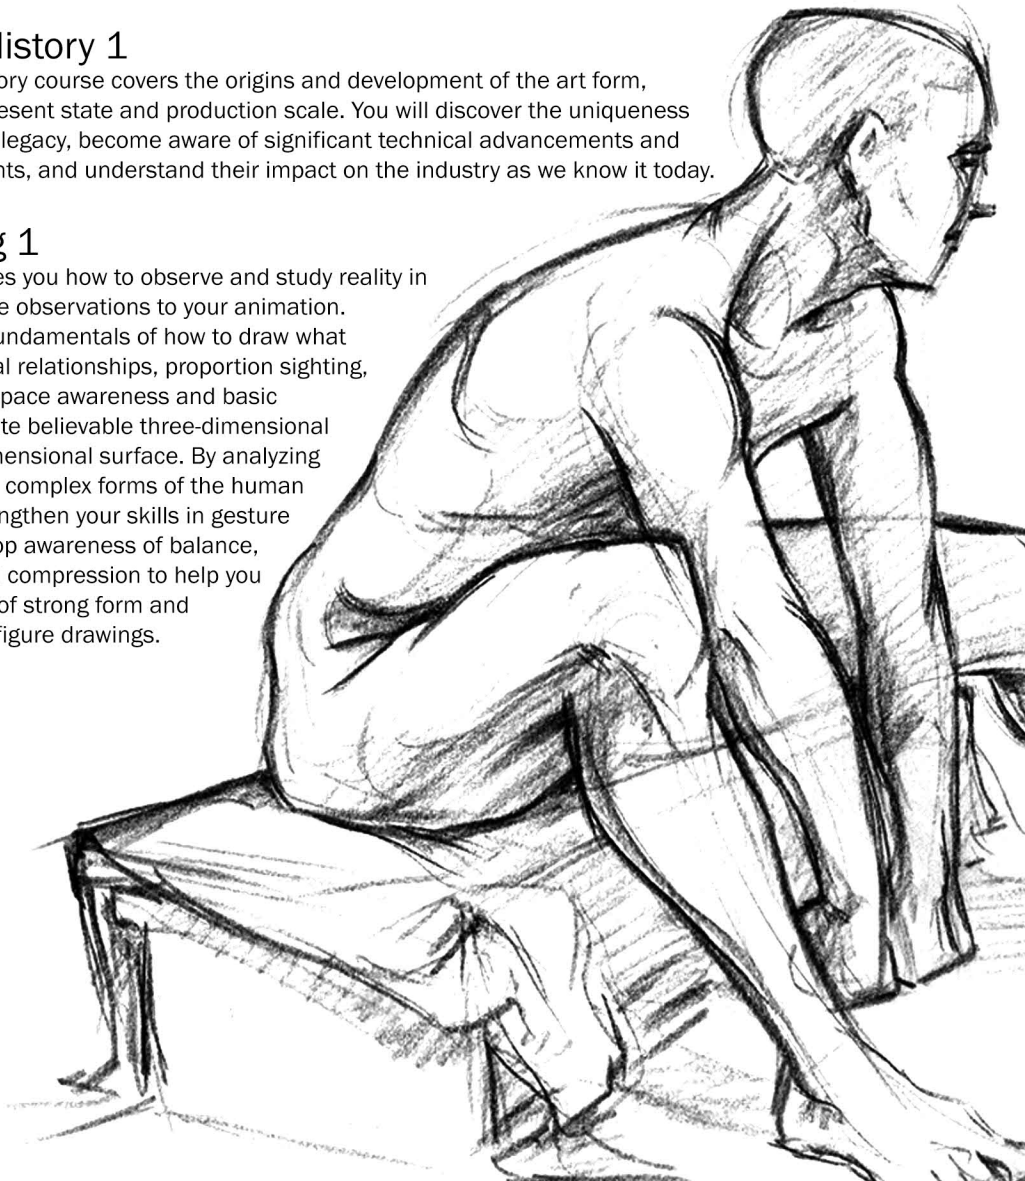 istory 1
ory course covers the origins and development of the art form,
esent state and production scale. You will discover the uniqueness
legacy, become aware of significant technical advancements and
nts, and understand their impact on the industry as we know it today.
g 1
es you how to observe and study reality in
e observations to your animation.
undamentals of how to draw what
al relationships, proportion sighting,
pace awareness and basic
te believable three-dimensional
mensional surface. By analyzing
complex forms of the human
ngthen your skills in gesture
op awareness of balance,
compression to help you
of strong form and
figure drawings.